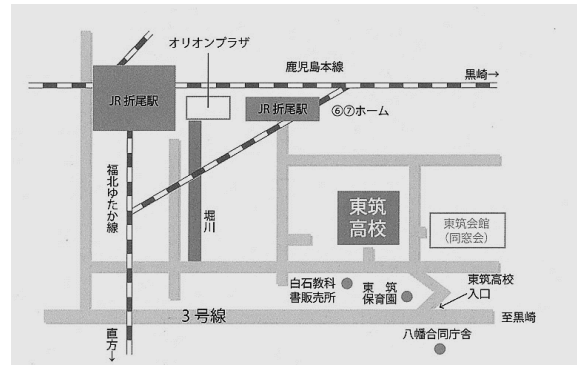 オリオンプラザ
鹿児島本線
黒崎→
JR折尾駅
JR折尾駅
⑥⑦ホーム
福北ゆたか線
堀川
東筑
高校
東筑会館
(同窓会)
白石教科
書販売所
東筑
保育園
東筑高校
入口
3号線
至黒崎
直方→
八幡合同庁舎